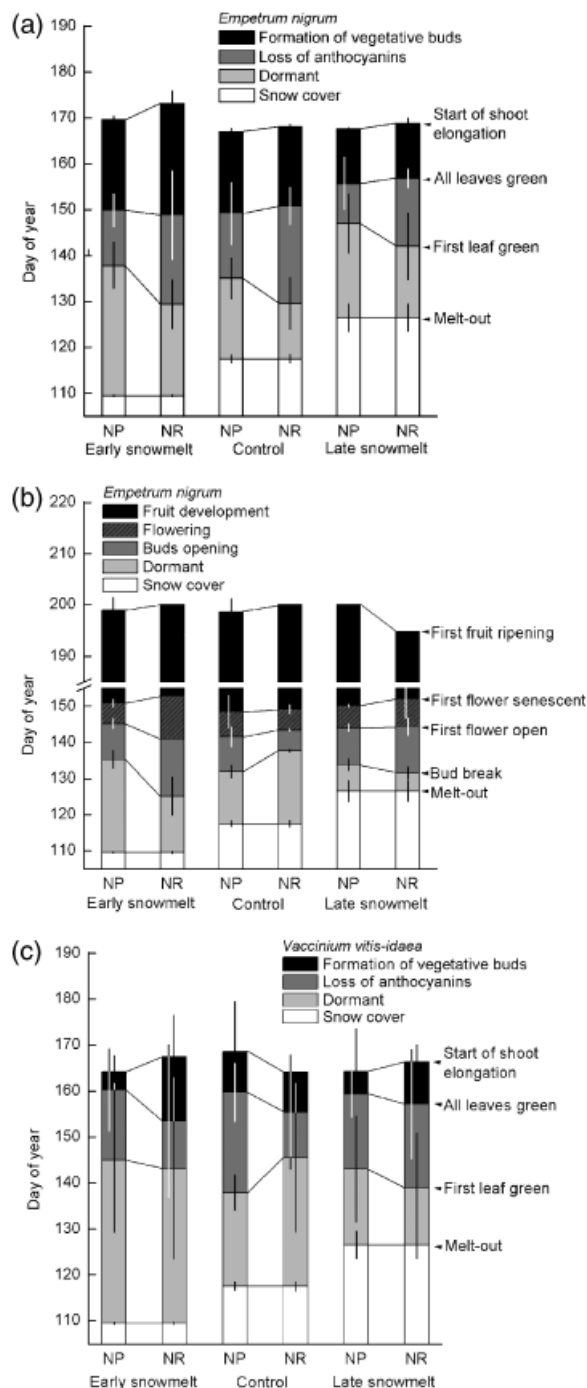 (a)
Empetrum nigrum
Formation of vegetative buds
Loss of anthocyanins
Dormant
Snow cover
190
180
170
160
150
140
130
120
110
Day of year
Start of shoot
elongation
All leaves green
First leaf green
Melt-out
NP NR NP NR NP NR
Early snowmelt Control Late snowmelt
(b)
Empetrum nigrum
Fruit development
Flowering
Buds opening
Dormant
Snow cover
220
210
200
190
150
140
130
120
110
Day of year
First fruit ripening
First flower senescent
First flower open
Bud break
Melt-out
NP NR NP NR NP NR
Early snowmelt Control Late snowmelt
(c)
Vaccinium vitis-idaea
Formation of vegetative buds
Loss of anthocyanins
Dormant
Snow cover
190
180
170
160
150
140
130
120
110
Day of year
Start of shoot
elongation
All leaves green
First leaf green
Melt-out
NP NR NP NR NP NR
Early snowmelt Control Late snowmelt